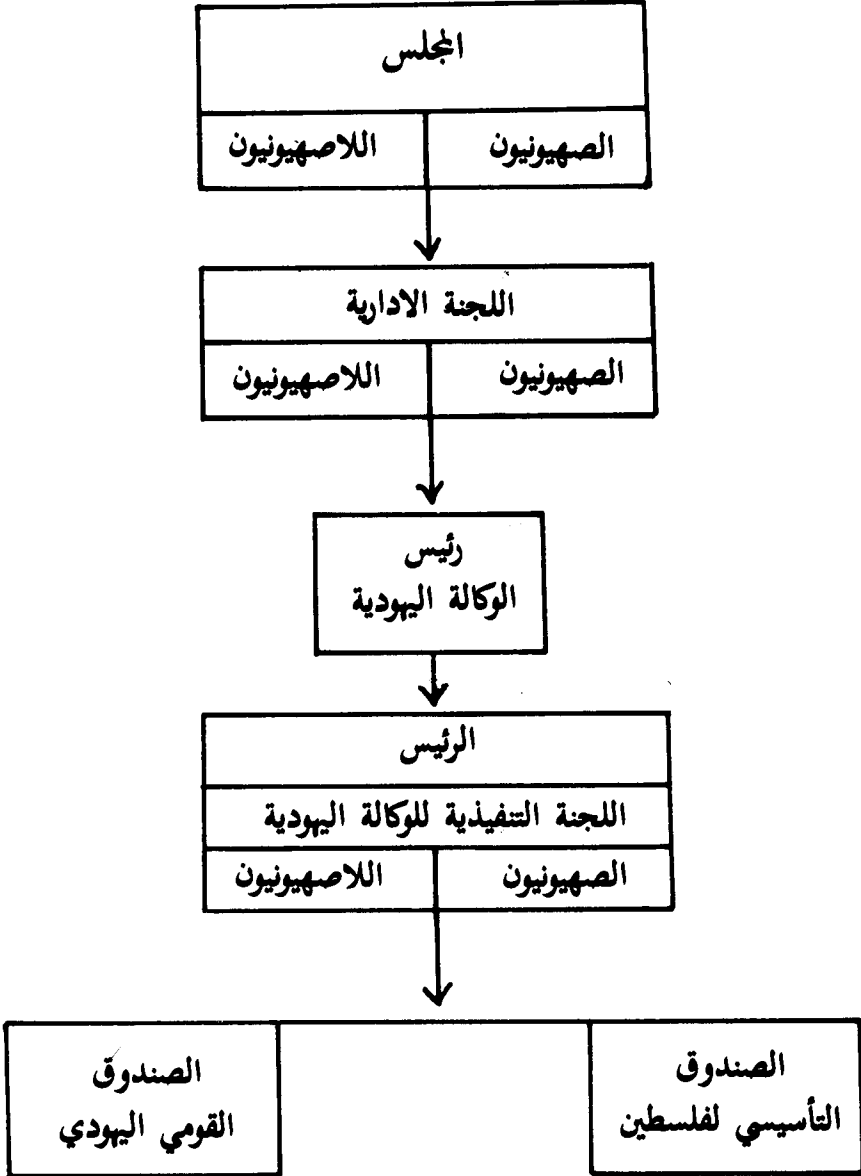 المجلس
الصهيونيون
اللاصهيونيون
اللجنة الادارية
الصهيونيون
اللاصهيونيون
رئيس
الوكالة اليهودية
الرئيس
اللجنة التنفيذية للوكالة اليهودية
الصهيونيون
اللاصهيونيون
الصندوق
التأسيسي لفلسطين
الصندوق
القومي اليهودي